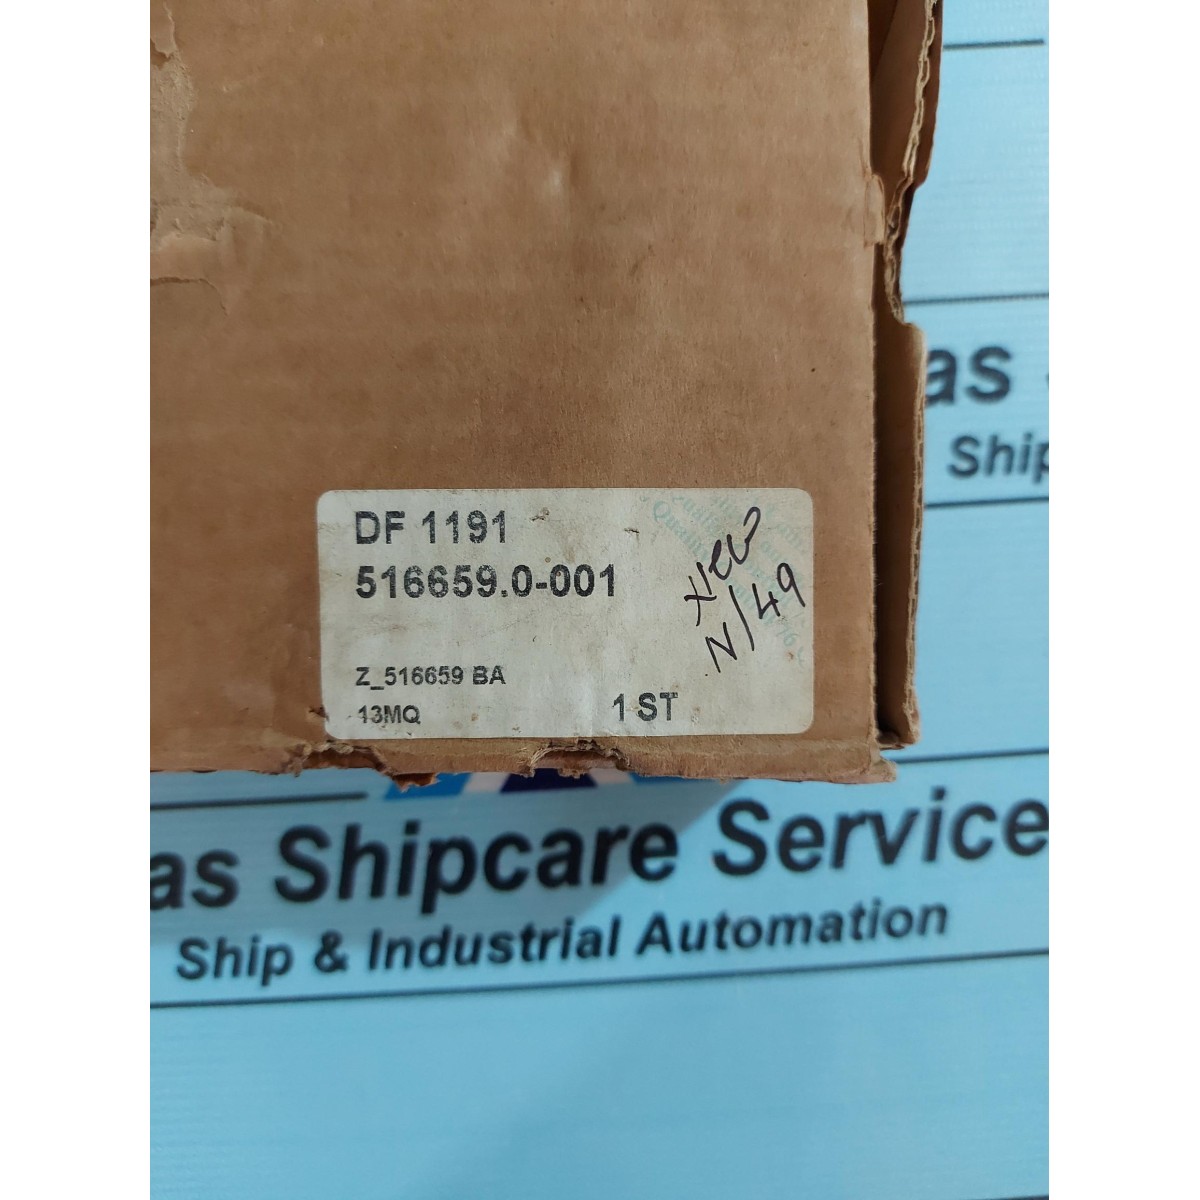 DF 1191
516659.0-001
Z_516659 BA
13MQ
1 ST
N/49
as
Ship
as Shipcare Service
Ship & Industrial Automation